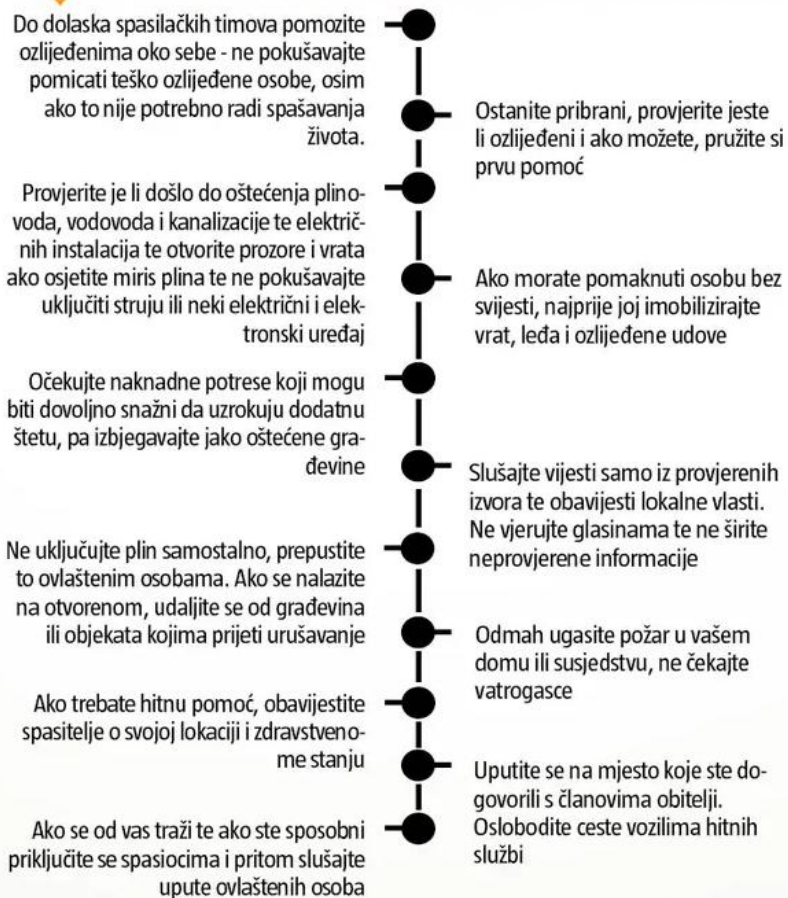 Do dolaska spasilačkih timova pomozite
ozlijeđenima oko sebe - ne pokušavajte
pomicati teško ozlijeđene osobe, osim
ako to nije potrebno radi spašavanja
života.
Ostanite pribrani, provjerite jeste
li ozlijeđeni i ako možete, pružite si
prvu pomoć
Provjerite je li došlo do oštećenja plino-
voda, vodovoda i kanalizacije te električ-
nih instalacija te otvorite prozore i vrata
ako osjetite miris plina te ne pokušavajte
uključiti struju ili neki električni i elek-
tronski uređaj
Ako morate pomaknuti osobu bez
svijesti, najprije joj imobilizirajte
vrat, leđa i ozlijeđene udove
Očekujte naknadne potrese koji mogu
biti dovoljno snažni da uzrokuju dodatnu
štetu, pa izbjegavajte jako oštećene gra-
đevine
Slušajte vijesti samo iz provjerenih
izvora te obavijesti lokalne vlasti.
Ne vjerujte glasinama te ne širite
neprovjerene informacije
Ne uključujte plin samostalno, prepustite
to ovlaštenim osobama. Ako se nalazite
na otvorenom, udaljite se od građevina
ili objekata kojima prijeti urušavanje
Odmah ugasite požar u vašem
domu ili susjedstvu, ne čekajte
vatrogasce
Ako trebate hitnu pomoć, obavijestite
spasitelje o svojoj lokaciji i zdravstveno-
me stanju
Uputite se na mjesto koje ste do-
govorili s članovima obitelji.
Oslobodite ceste vozilima hitnih
službi
Ako se od vas traži te ako ste sposobni
priključite se spasiocima i pritom slušajte
upute ovlaštenih osoba